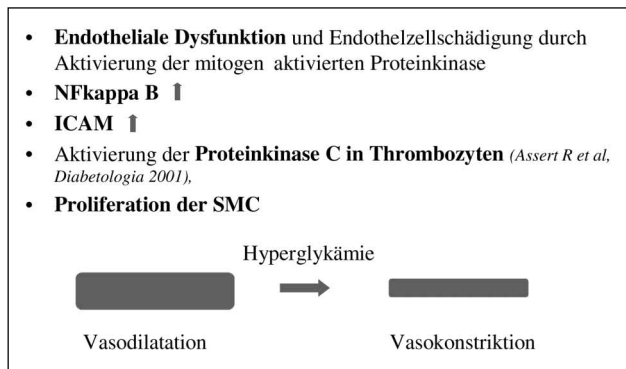 • Endotheliale Dysfunktion und Endothelzellschädigung durch
Aktivierung der mitogen aktivierten Proteinkinase
• NFkappa B
• ICAM
• Aktivierung der Proteinkinase C in Thrombozyten (Assert R et al,
Diabetologia 2001),
• Proliferation der SMC
Hyperglykämie
Vasodilatation Vasokonstriktion